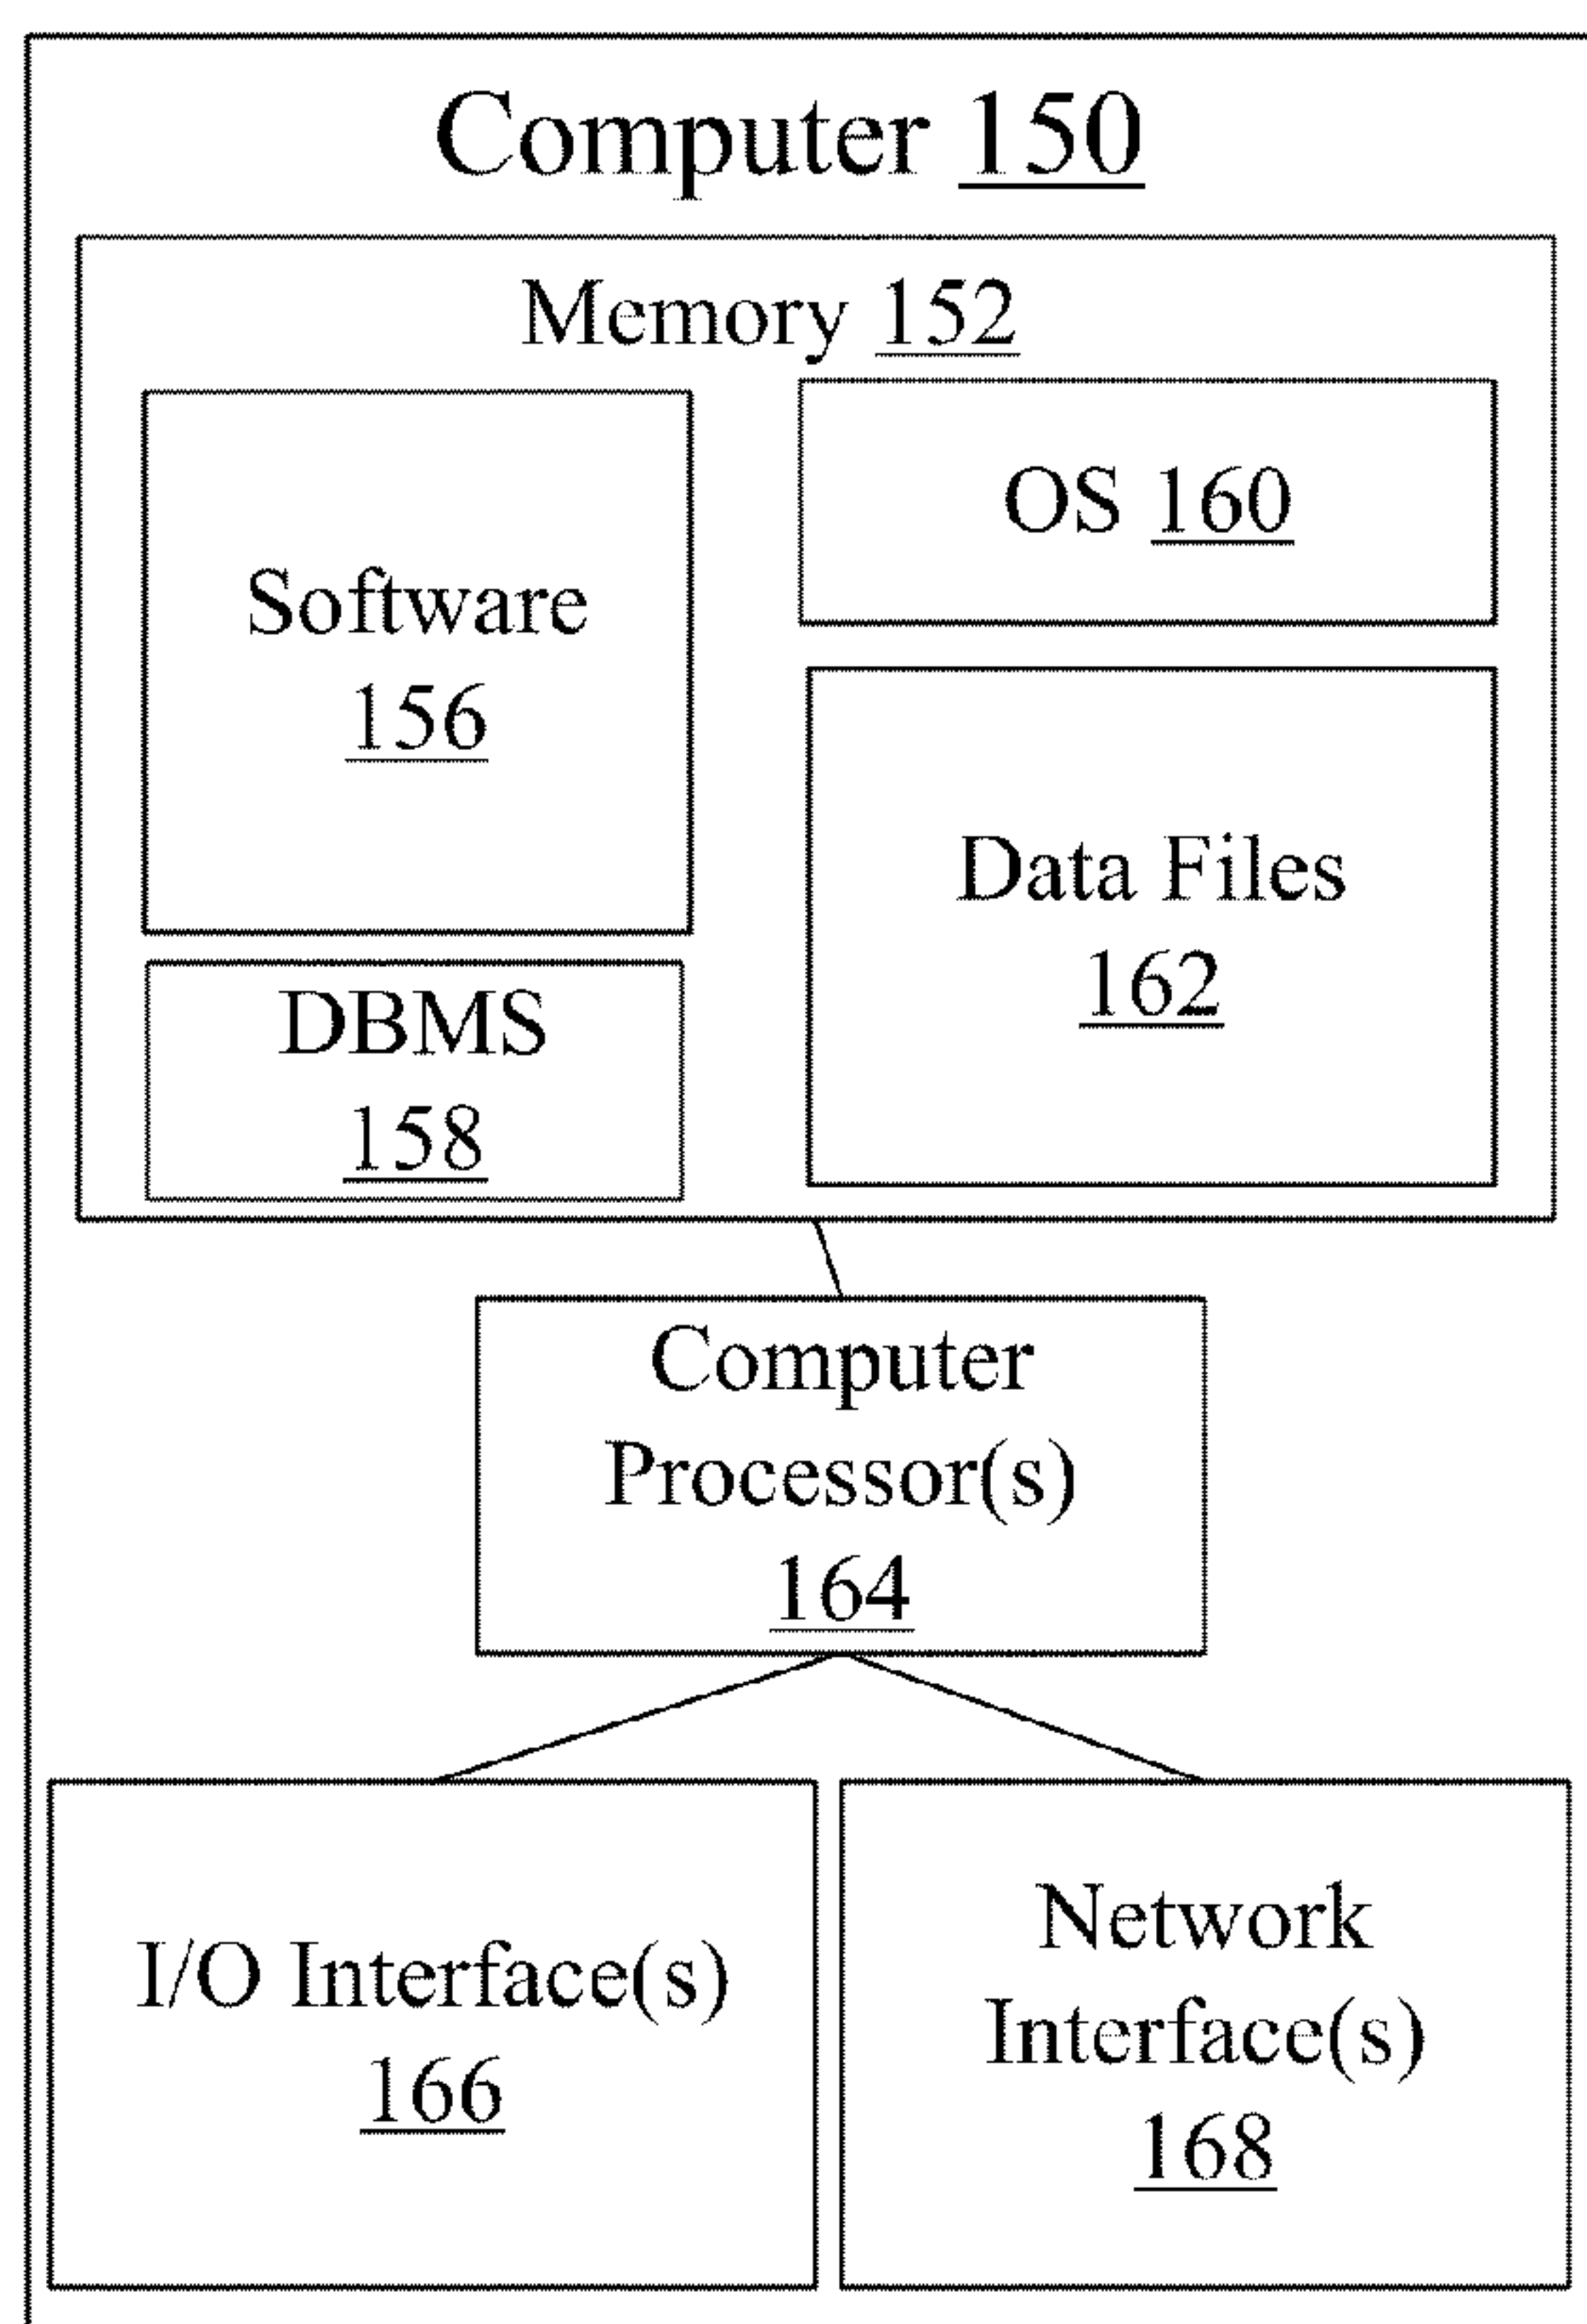 Computer 150
Memory 152
Software
156
OS 160
Data Files
162
DBMS
158
Computer
Processor(s)
164
I/O Interface(s)
166
Network
Interface(s)
168